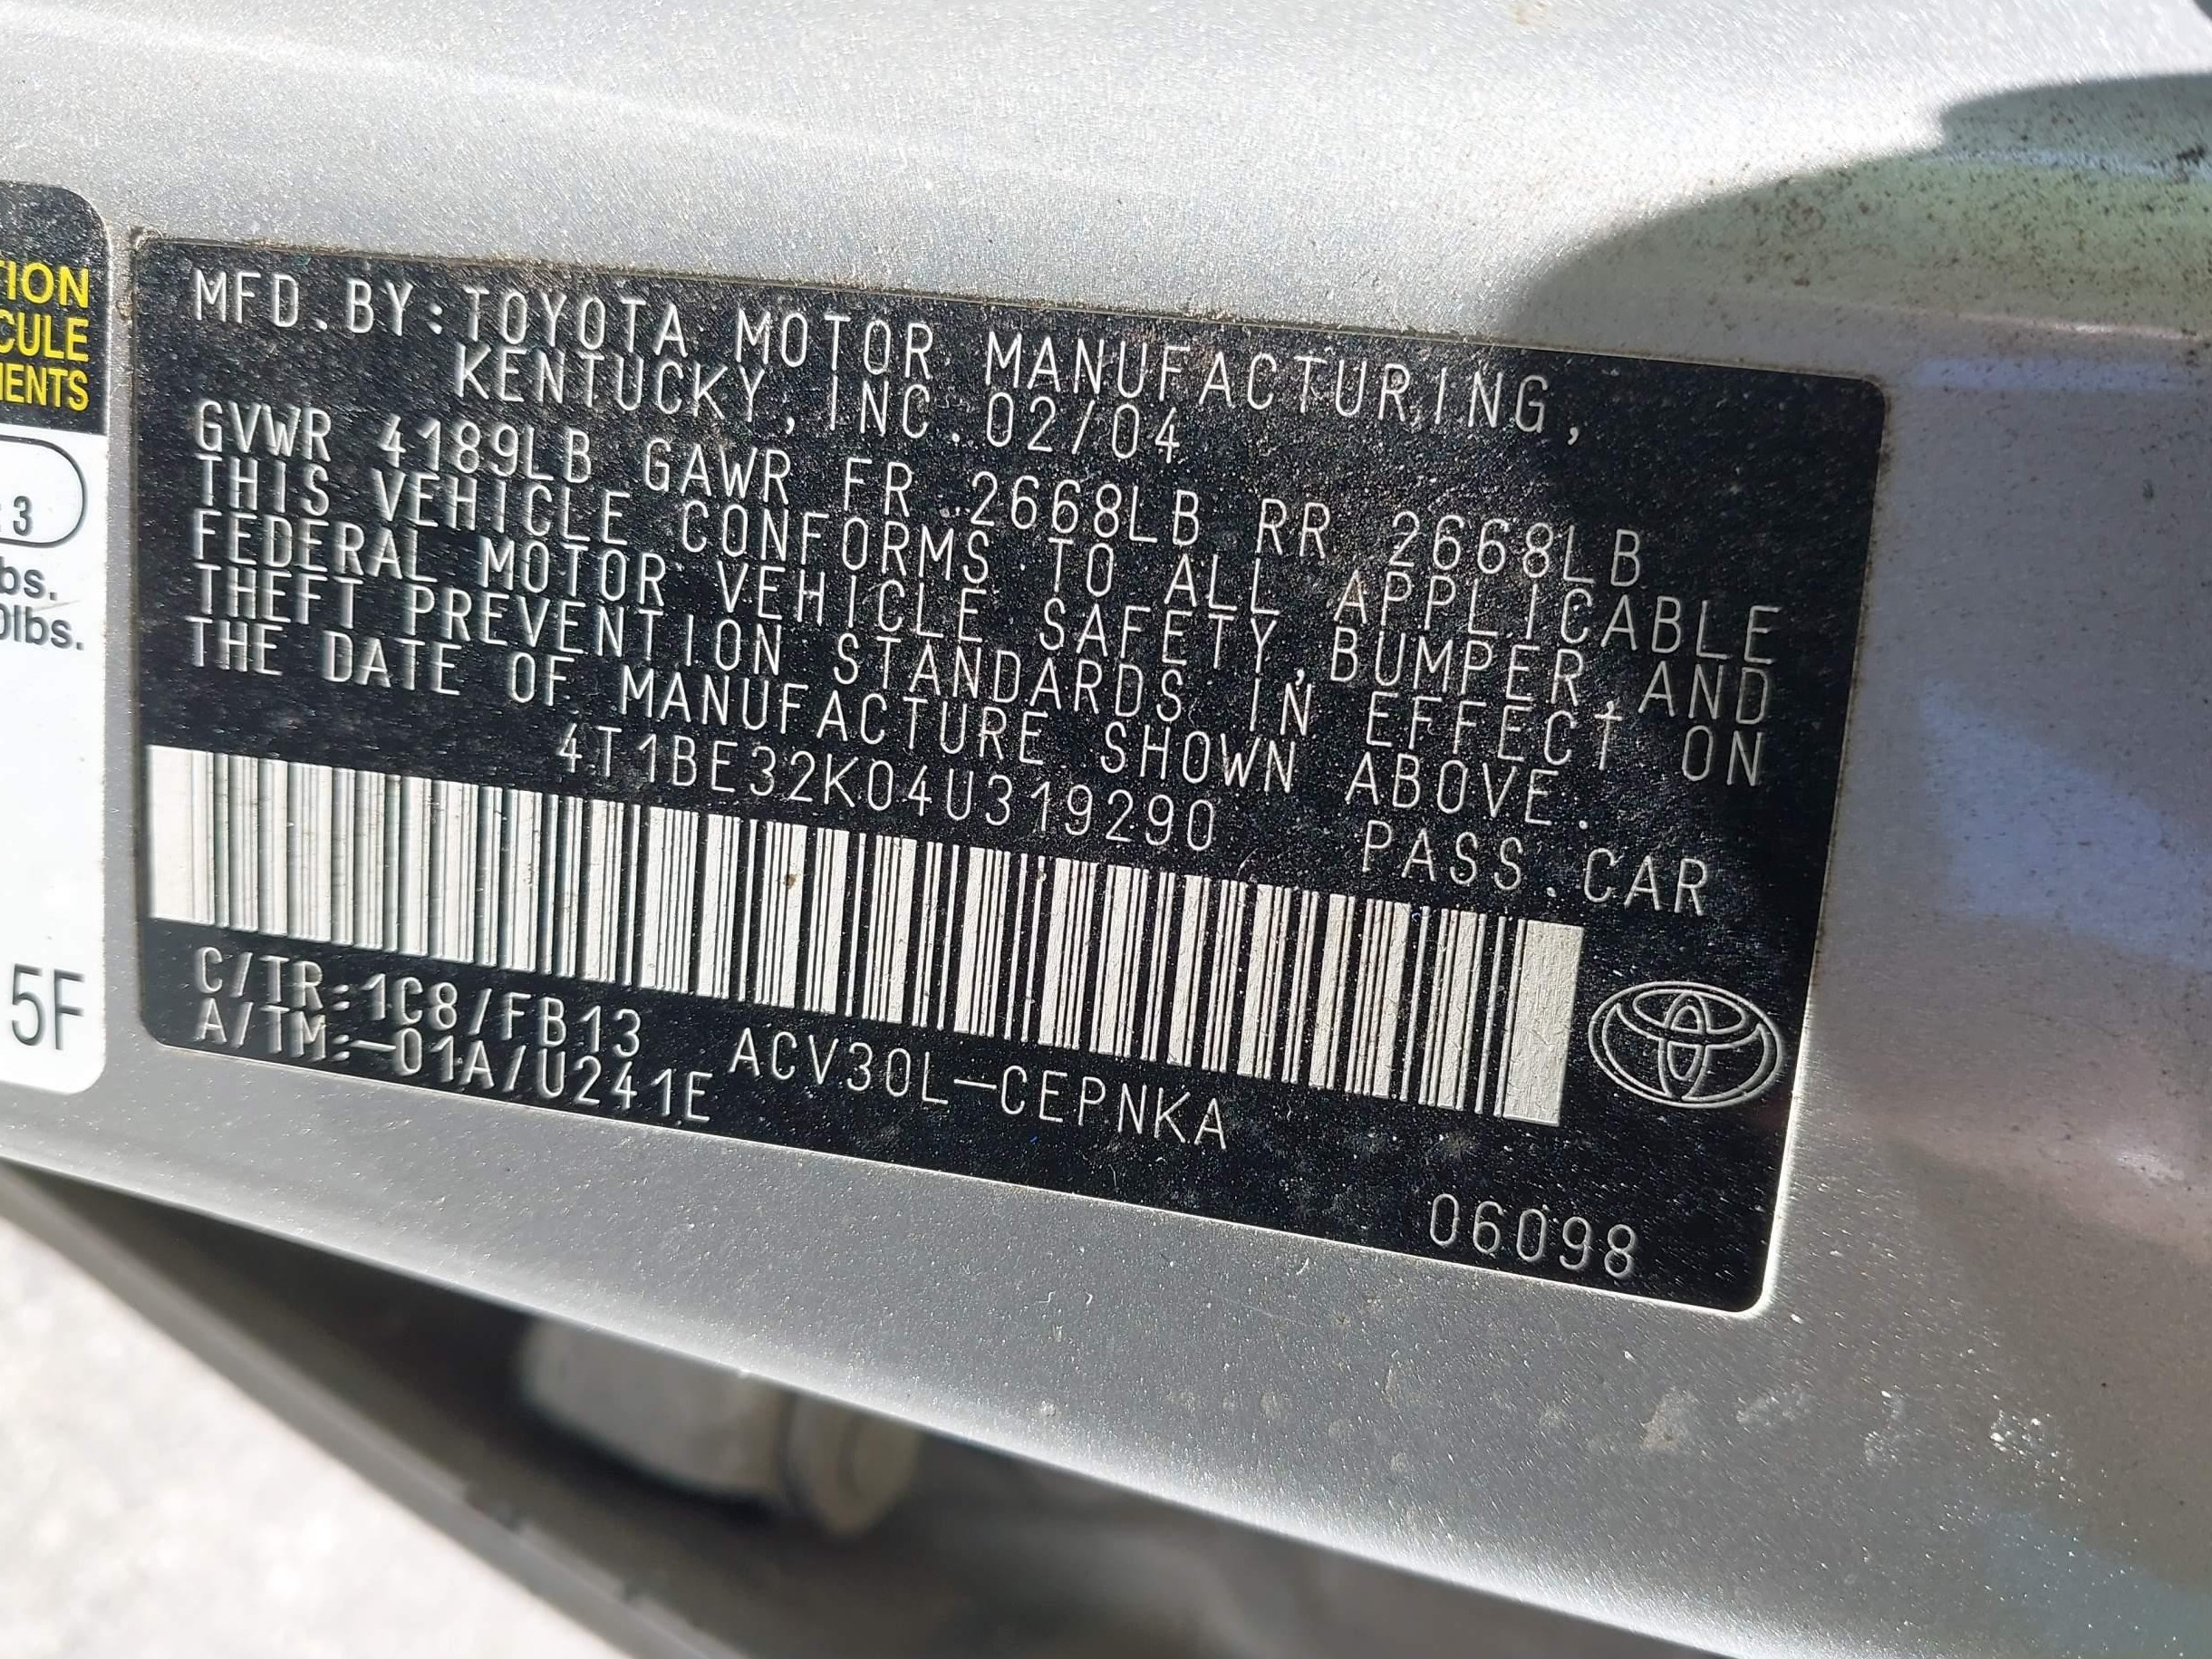 TION
CULE
MENTS
3
bs.
0lbs.
5F
MFD.BY:TOYOTA MOTOR MANUFACTURING,
KENTUCKY,INC.02/04
GVWR 4189LB GAWR FR 2668LB RR 2668LB
THIS VEHICLE CONFORMS TO ALL APPLICABLE
FEDERAL MOTOR VEHICLE SAFETY,BUMPER,AND
THEFT PREVENTION STANDARDS IN EFFECT ON
THE DATE OF MANUFACTURE SHOWN ABOVE.
4T1BE32K04U319290 PASS.CAR
C/TR:1C8/FB13 ACV30L-CEPNKA
A/TM:-01A/U241E
06098